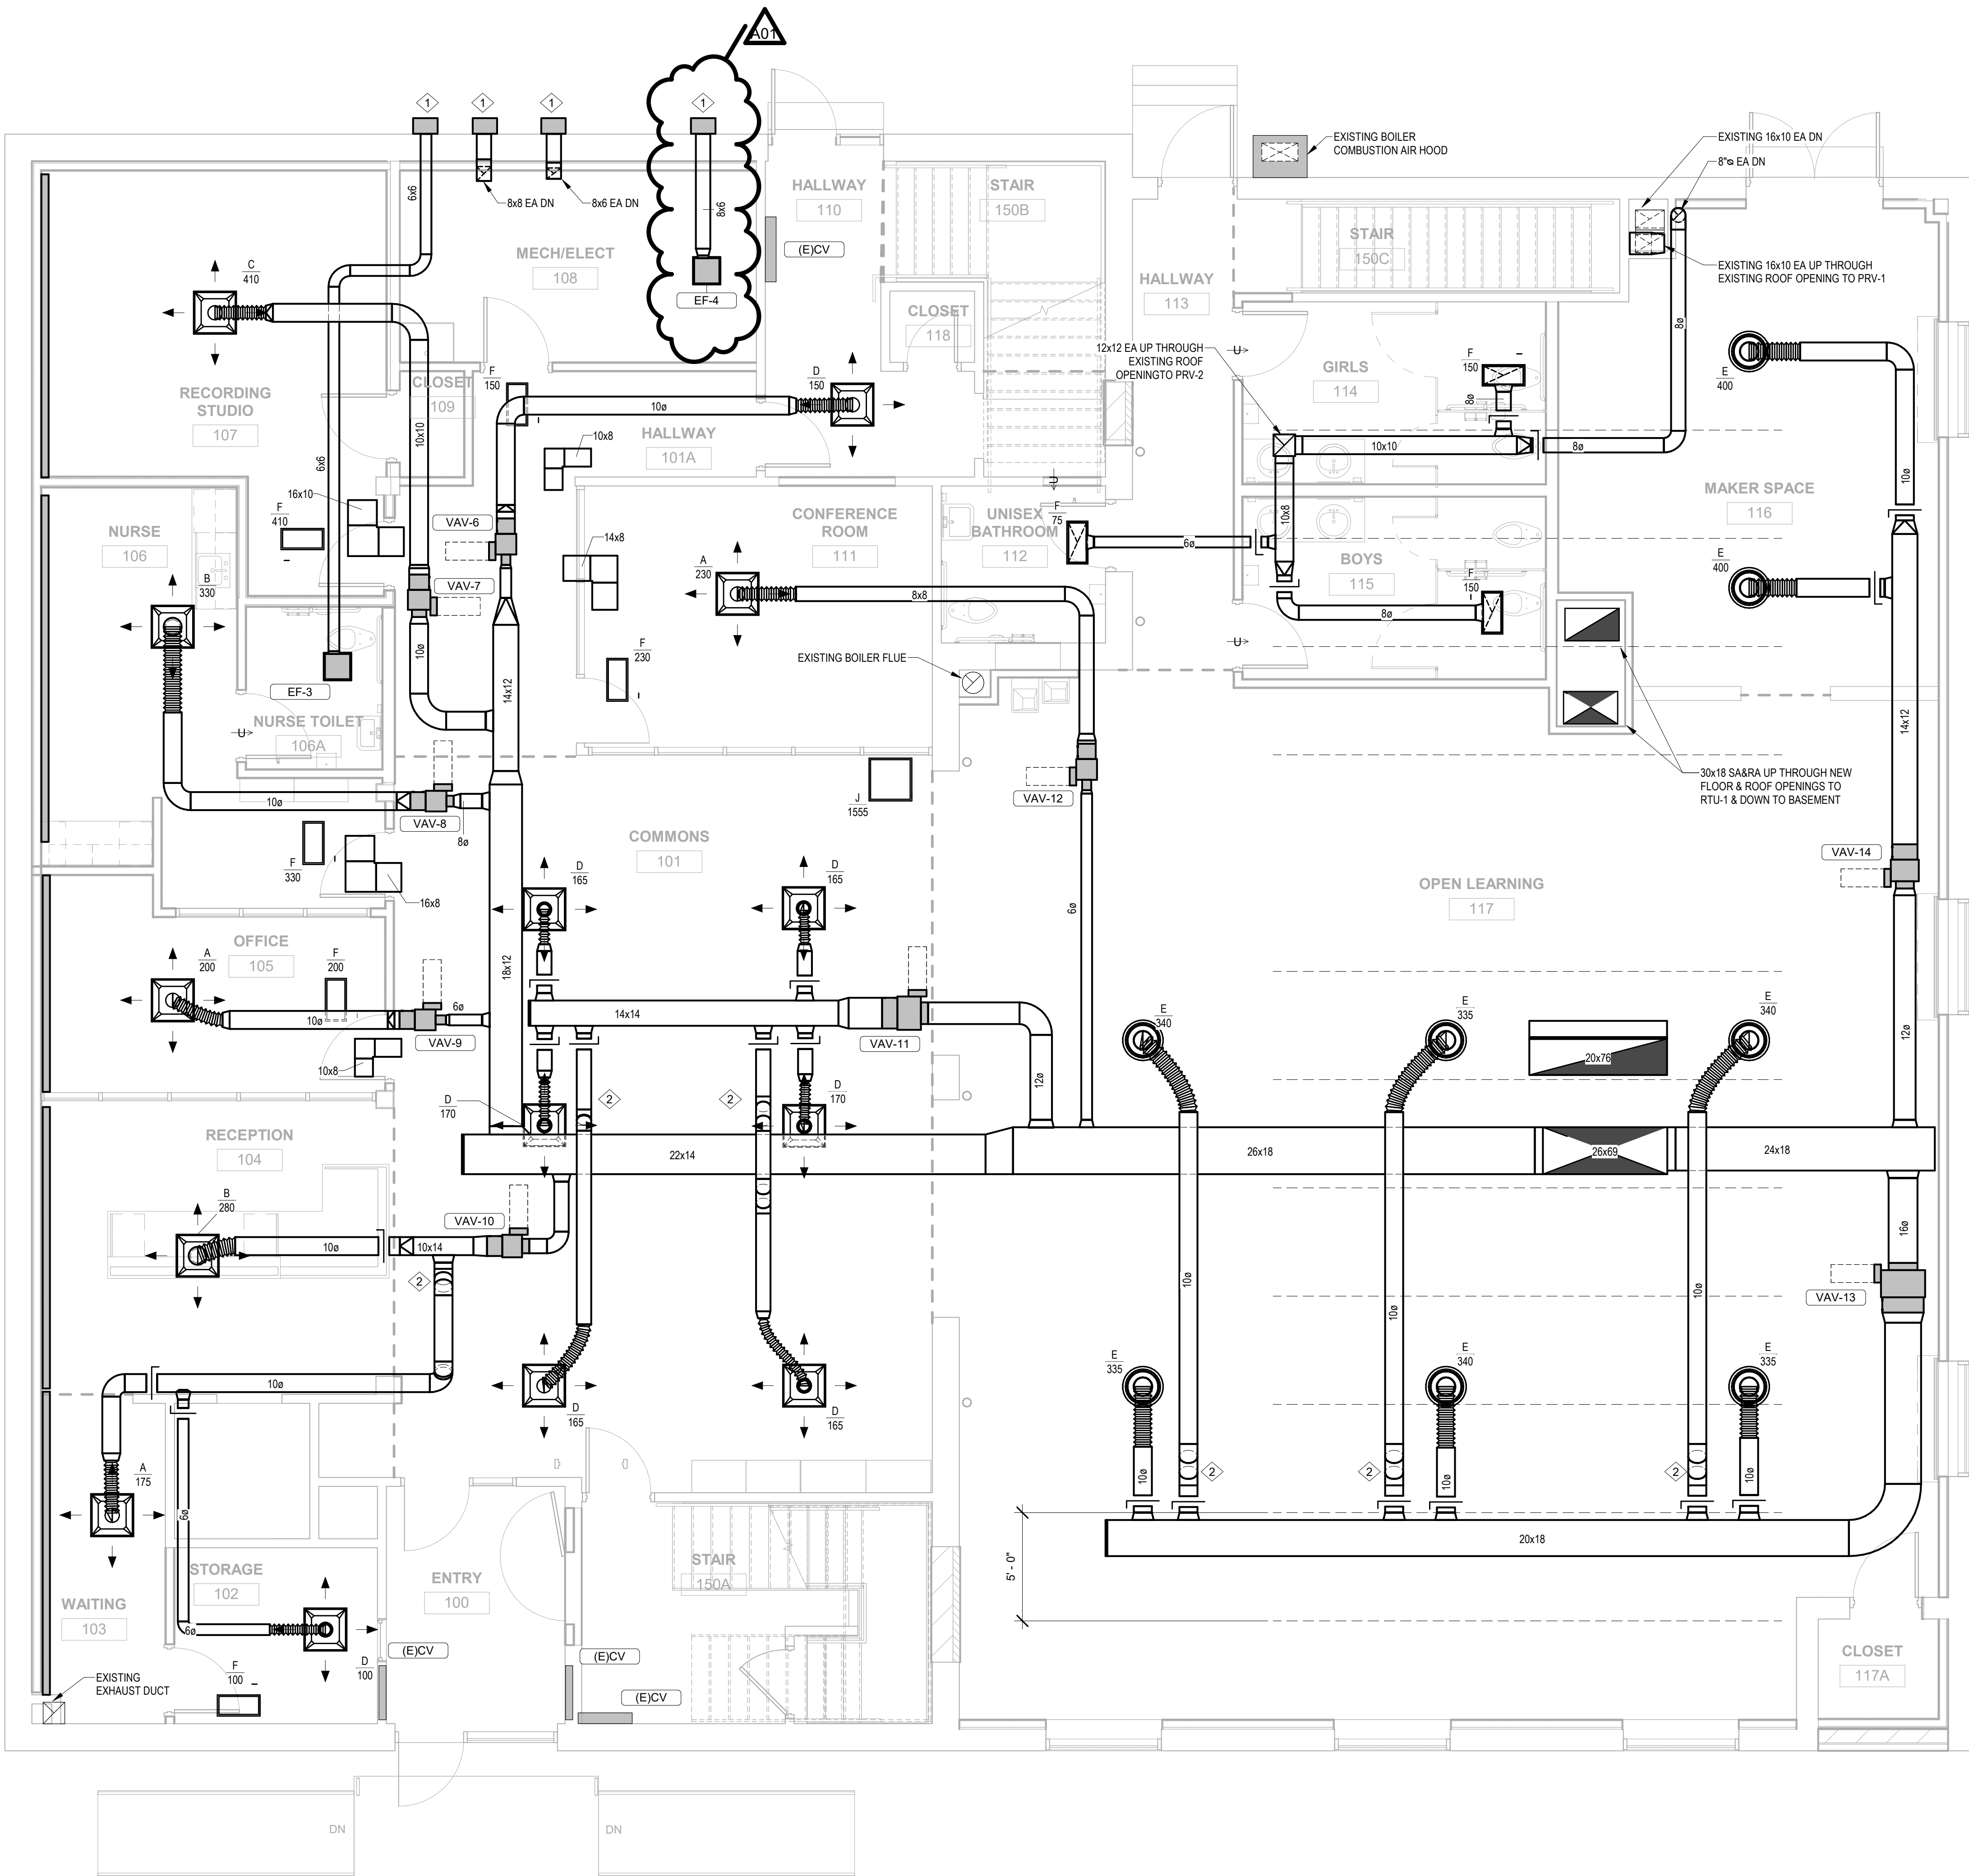 A01
1
1
1
1
EXISTING BOILER
COMBUSTION AIR HOOD
EXISTING 16x10 EA DN
8"ø EA DN
6x6
8x8 EA DN
8x6 EA DN
8x6
HALLWAY
110
STAIR
150B
(E)CV
MECH/ELECT
108
EF-4
HALLWAY
113
STAIR
150C
EXISTING 16x10 EA UP THROUGH
EXISTING ROOF OPENING TO PRV-1
C
410
CLOSET
118
12x12 EA UP THROUGH
EXISTING ROOF
OPENINGTO PRV-2
U
8ø
GIRLS
114
F
150
8ø
E
400
RECORDING
STUDIO
107
CLOSET
109
F
150
D
150
10ø
HALLWAY
101A
10x8
10x10
6x6
10x10
8ø
10ø
MAKER SPACE
116
16x10
F
410
NURSE
106
VAV-6
14x8
CONFERENCE
ROOM
111
U
UNISEX
BATHROOM
112
F
75
6ø
10x8
BOYS
115
F
150
8ø
U
E
400
VAV-7
A
230
8x8
B
330
10ø
14x12
F
230
EXISTING BOILER FLUE
EF-3
NURSE TOILET
106A
U
14x12
30x18 SA&RA UP THROUGH NEW
FLOOR & ROOF OPENINGS TO
RTU-1 & DOWN TO BASEMENT
10ø
VAV-8
8ø
J
1555
VAV-12
COMMONS
101
F
330
16x8
D
165
D
165
VAV-14
OPEN LEARNING
117
6ø
OFFICE
105
A
200
F
200
18x12
10ø
6ø
VAV-9
10x8
14x14
VAV-11
12ø
E
340
E
335
E
340
20x76
12ø
D
170
D
170
2
2
RECEPTION
104
22x14
26x18
26x69
24x18
B
280
VAV-10
10ø
10x14
2
16ø
VAV-13
10ø
10ø
10ø
10ø
D
165
D
165
E
335
E
340
E
335
A
175
6ø
2
2
2
10ø
10ø
10ø
20x18
5' - 0"
STORAGE
102
WAITING
103
6ø
ENTRY
100
STAIR
150A
D
100
F
100
(E)CV
(E)CV
(E)CV
EXISTING
EXHAUST DUCT
CLOSET
117A
DN
DN